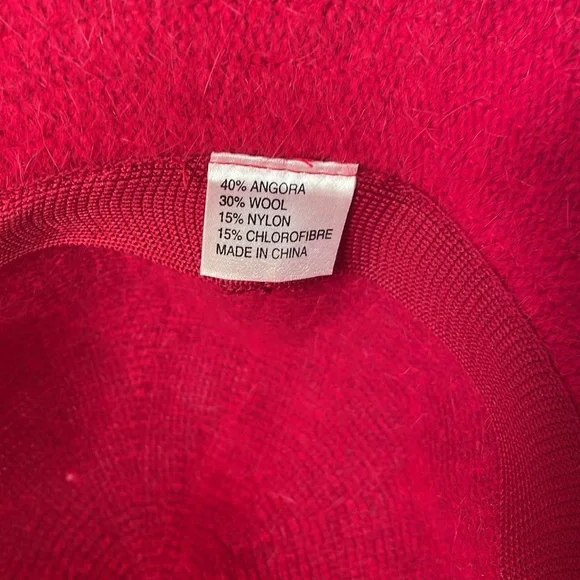 40% ANGORA
30% WOOL
15% NYLON
15% CHLOROFIBRE
MADE IN CHINA